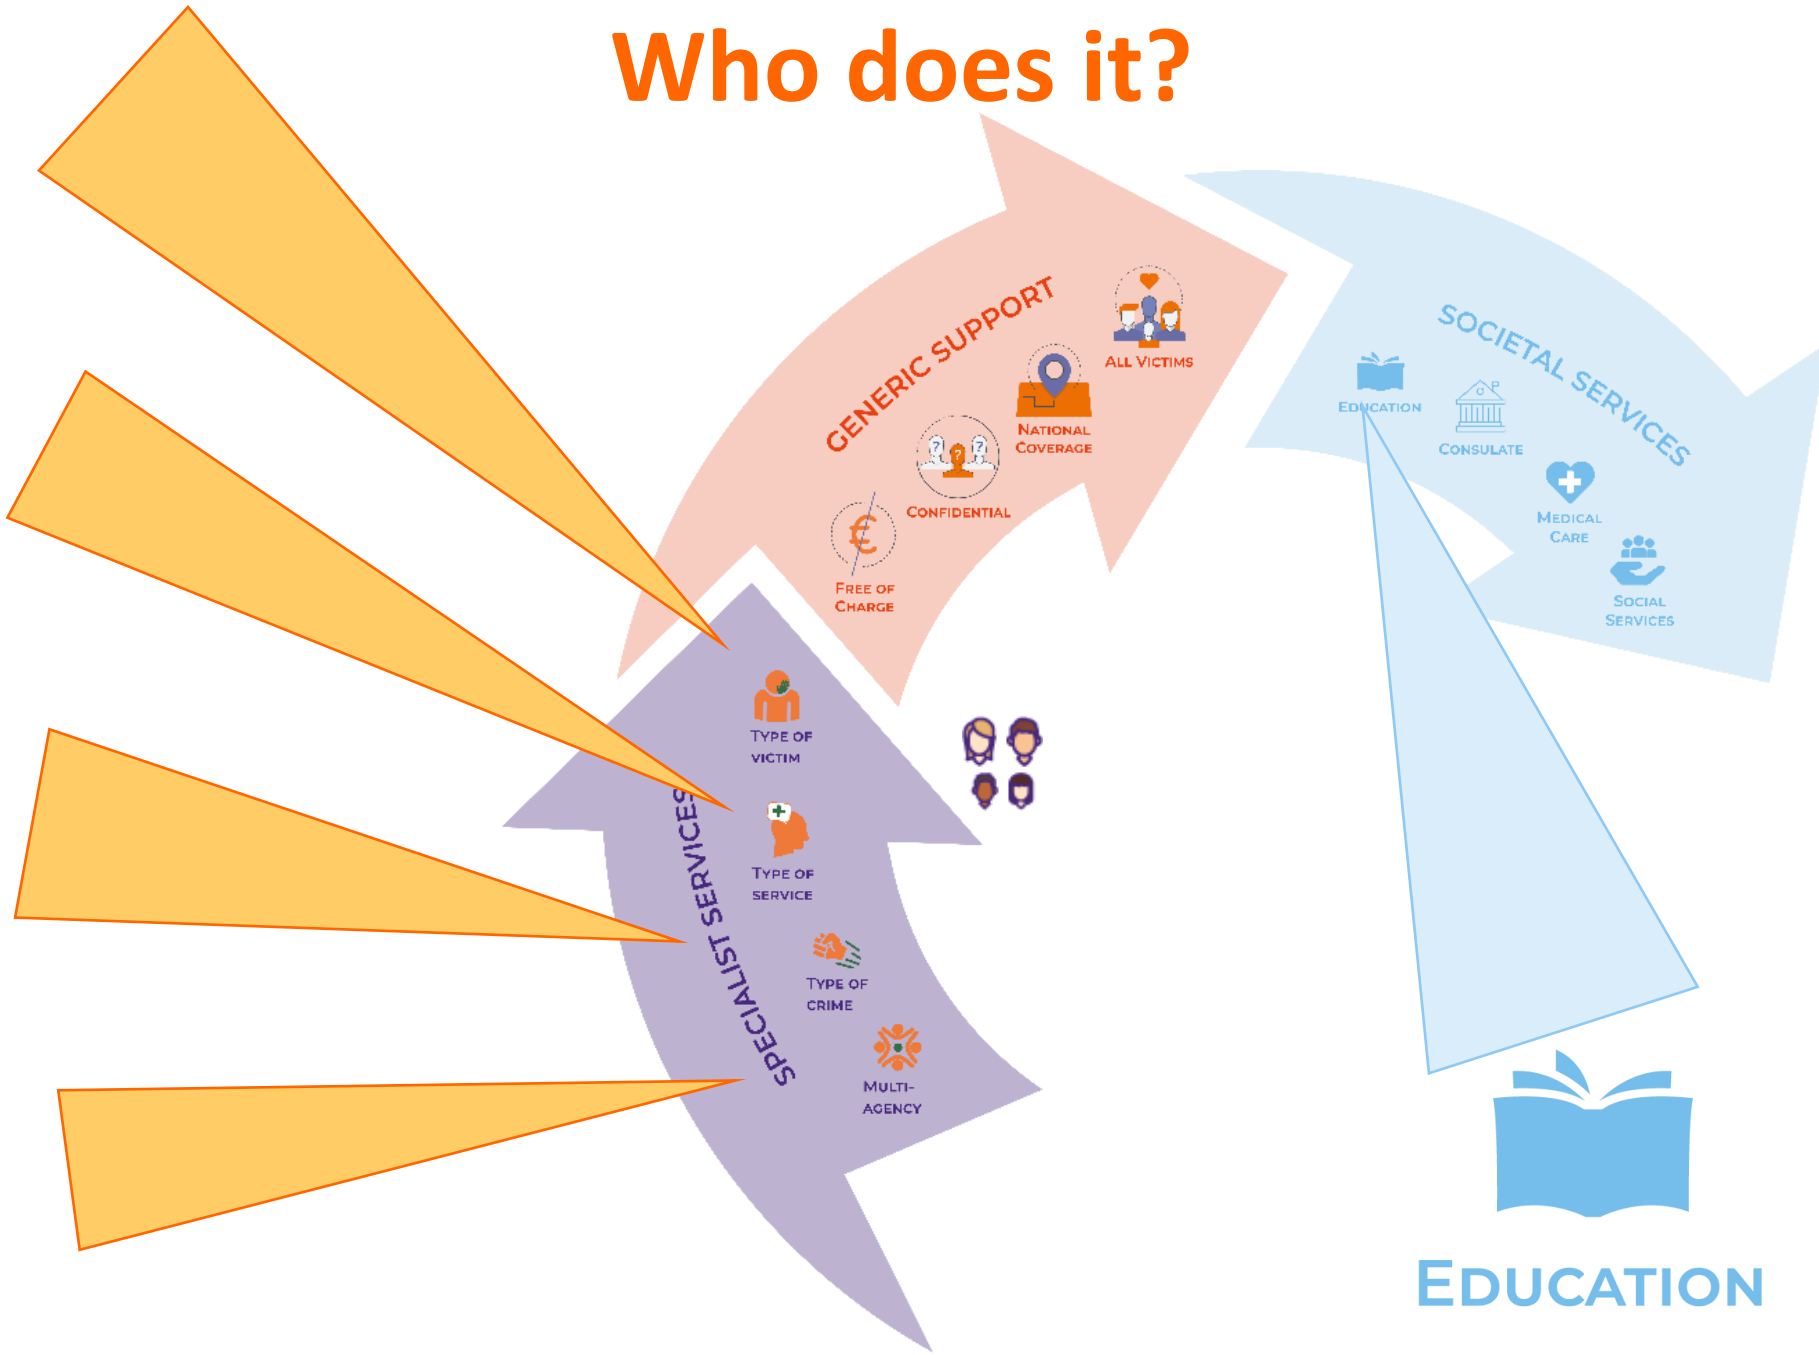 Who does it?
GENERIC SUPPORT
ALL VICTIMS
NATIONAL
COVERAGE
CONFIDENTIAL
€
FREE OF
CHARGE
SOCIETAL SERVICES
EDUCATION
CONSULATE
MEDICAL
CARE
SOCIAL
SERVICES
SPECIALIST SERVICES
TYPE OF
VICTIM
TYPE OF
SERVICE
TYPE OF
CRIME
MULTI-
AGENCY
EDUCATION